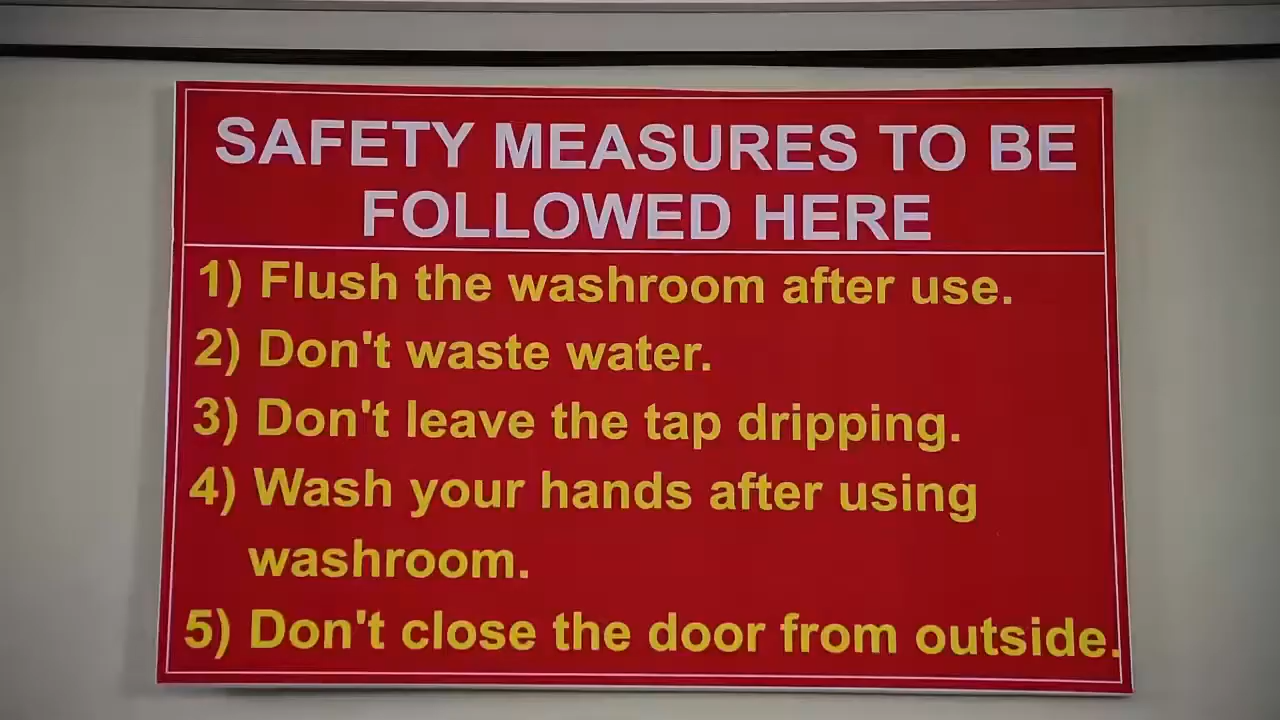 SAFETY MEASURES TO BE
FOLLOWED HERE
1) Flush the washroom after use.
2) Don't waste water.
3) Don't leave the tap dripping.
4) Wash your hands after using
washroom.
5) Don't close the door from outside.